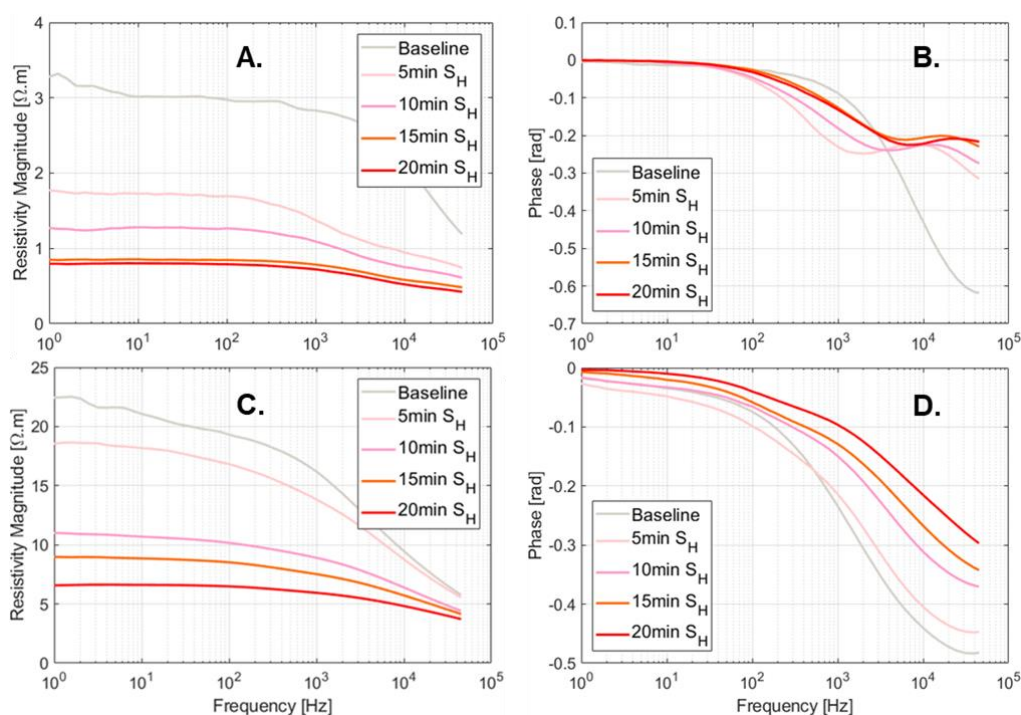 A.
Resistivity Magnitude [Ω.m]
4
3
2
1
0
10^0 10^1 10^2 10^3 10^4 10^5
Baseline
5min S_H
10min S_H
15min S_H
20min S_H
B.
Phase [rad]
0.1
0
-0.1
-0.2
-0.3
-0.4
-0.5
-0.6
-0.7
10^0 10^1 10^2 10^3 10^4 10^5
Baseline
5min S_H
10min S_H
15min S_H
20min S_H
C.
Resistivity Magnitude [Ω.m]
25
20
15
10
5
0
10^0 10^1 10^2 10^3 10^4 10^5
Frequency [Hz]
Baseline
5min S_H
10min S_H
15min S_H
20min S_H
D.
Phase [rad]
0
-0.1
-0.2
-0.3
-0.4
-0.5
10^0 10^1 10^2 10^3 10^4 10^5
Frequency [Hz]
Baseline
5min S_H
10min S_H
15min S_H
20min S_H